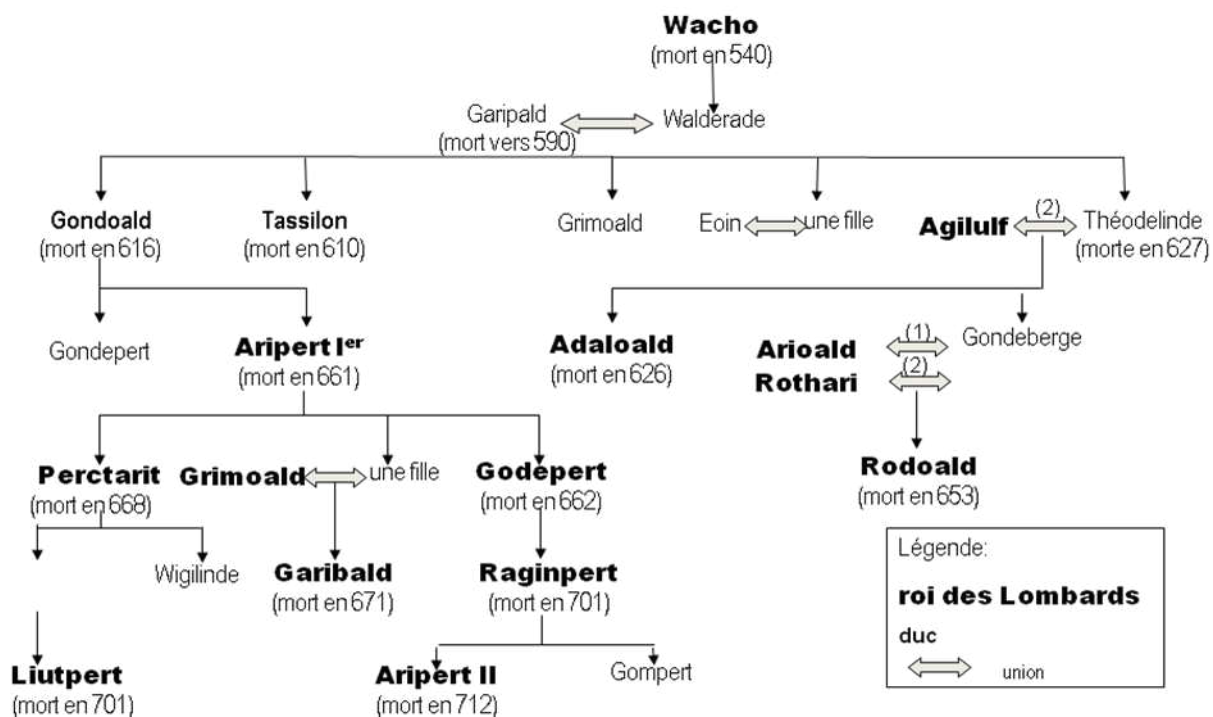 Wacho
(mort en 540)
Garipald
(mort vers 590)
Walderade
Gondoald
(mort en 616)
Tassilon
(mort en 610)
Grimoald
Eoin
une fille
Agilulf
(2)
Théodelinde
(morte en 627)
Gondepert
Aripert Ier
(mort en 661)
Adaloald
(mort en 626)
Arioald
(1)
Gondeberge
Rothari
(2)
Perctarit
(mort en 668)
Grimoald
une fille
Godepert
(mort en 662)
Rodoald
(mort en 653)
Wigilinde
Garibald
(mort en 671)
Raginpert
(mort en 701)
Liutpert
(mort en 701)
Aripert II
(mort en 712)
Gompert
Légende:
roi des Lombards
duc
union